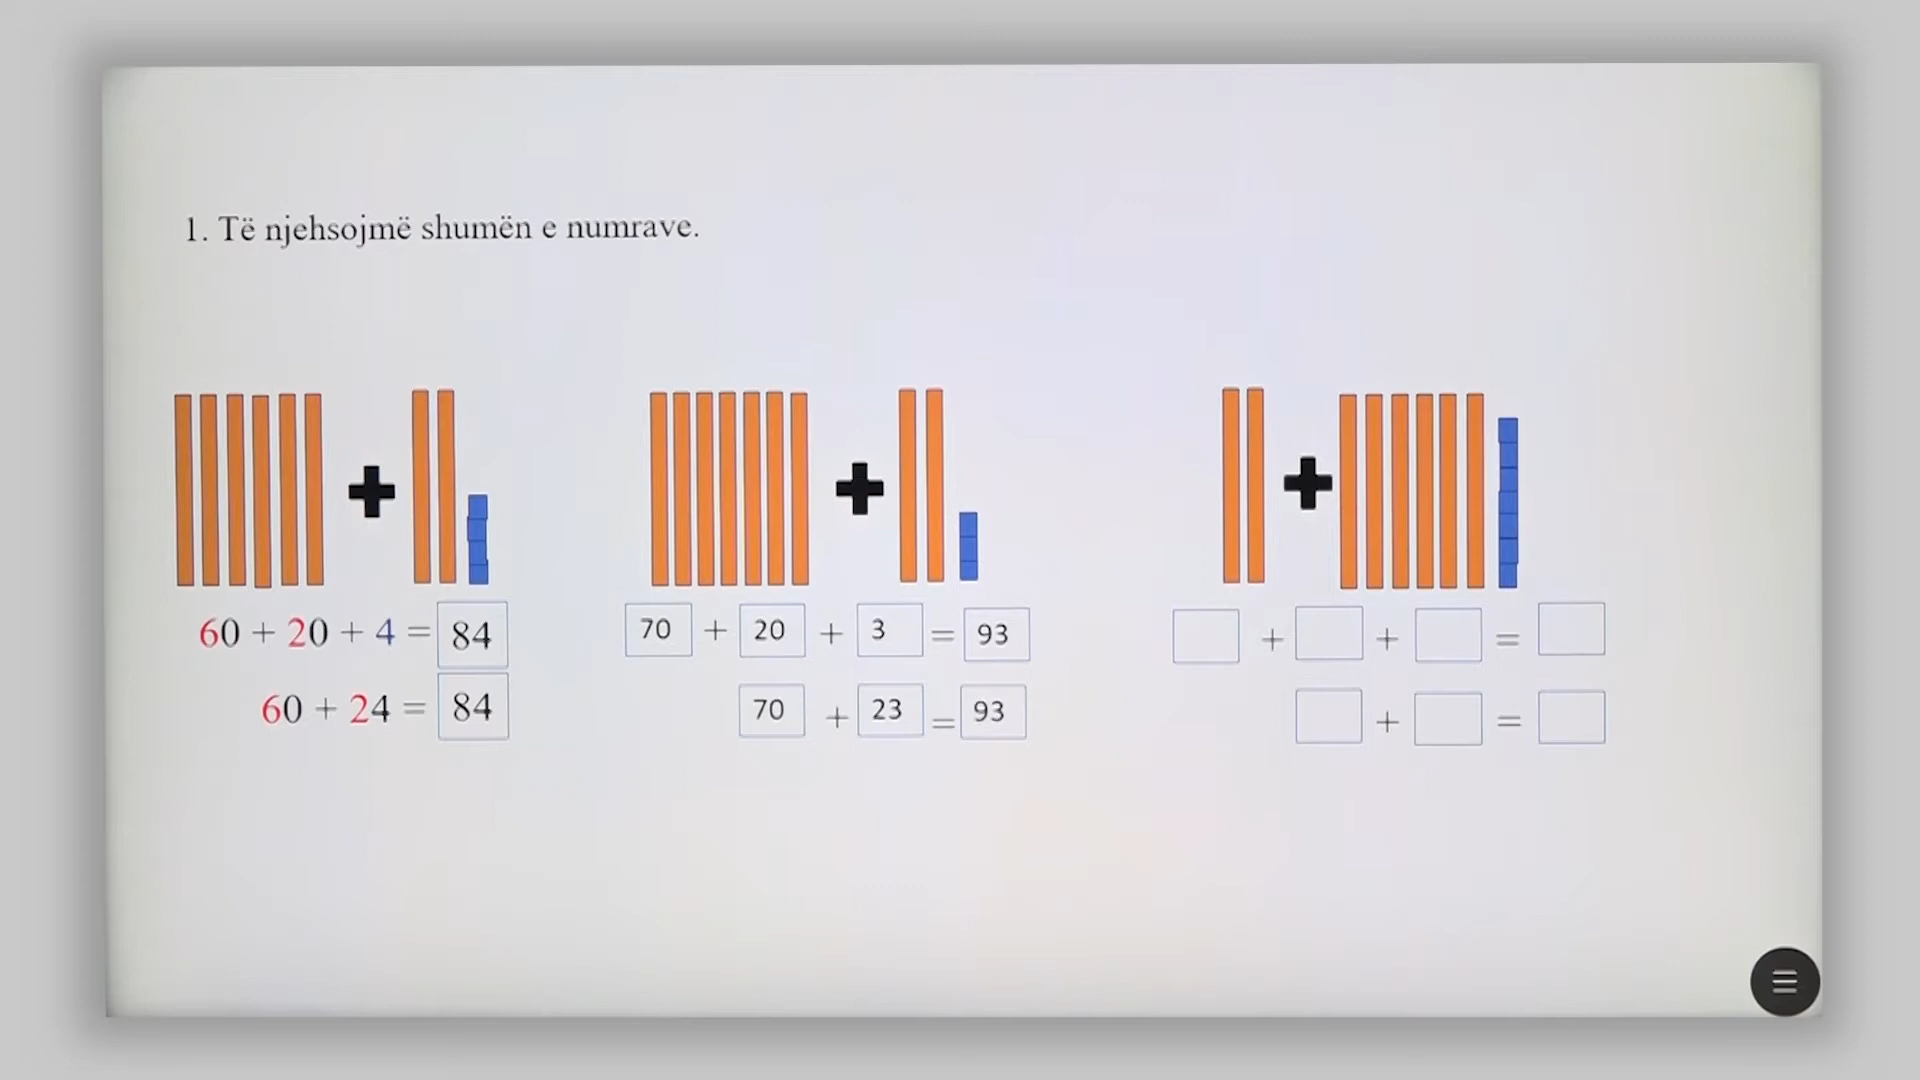 1. Të njehsojmë shumën e numrave.
60 + 20 + 4 = 84
60 + 24 = 84
70 + 20 + 3 = 93
70 + 23 = 93
+ + =
+ =